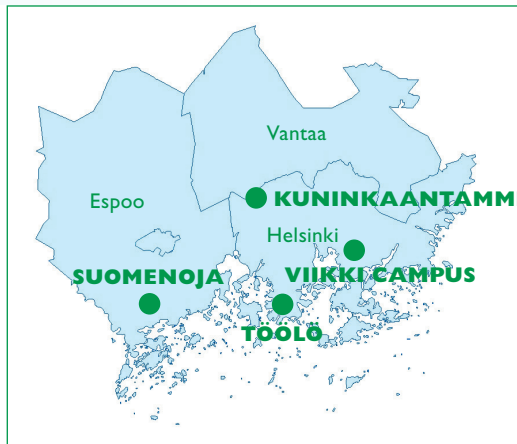 Vantaa
Espoo
KUNINKAANTAMM
Helsinki
SUOMENOJA
VIIKKI CAMPUS
TÖÖLÖ